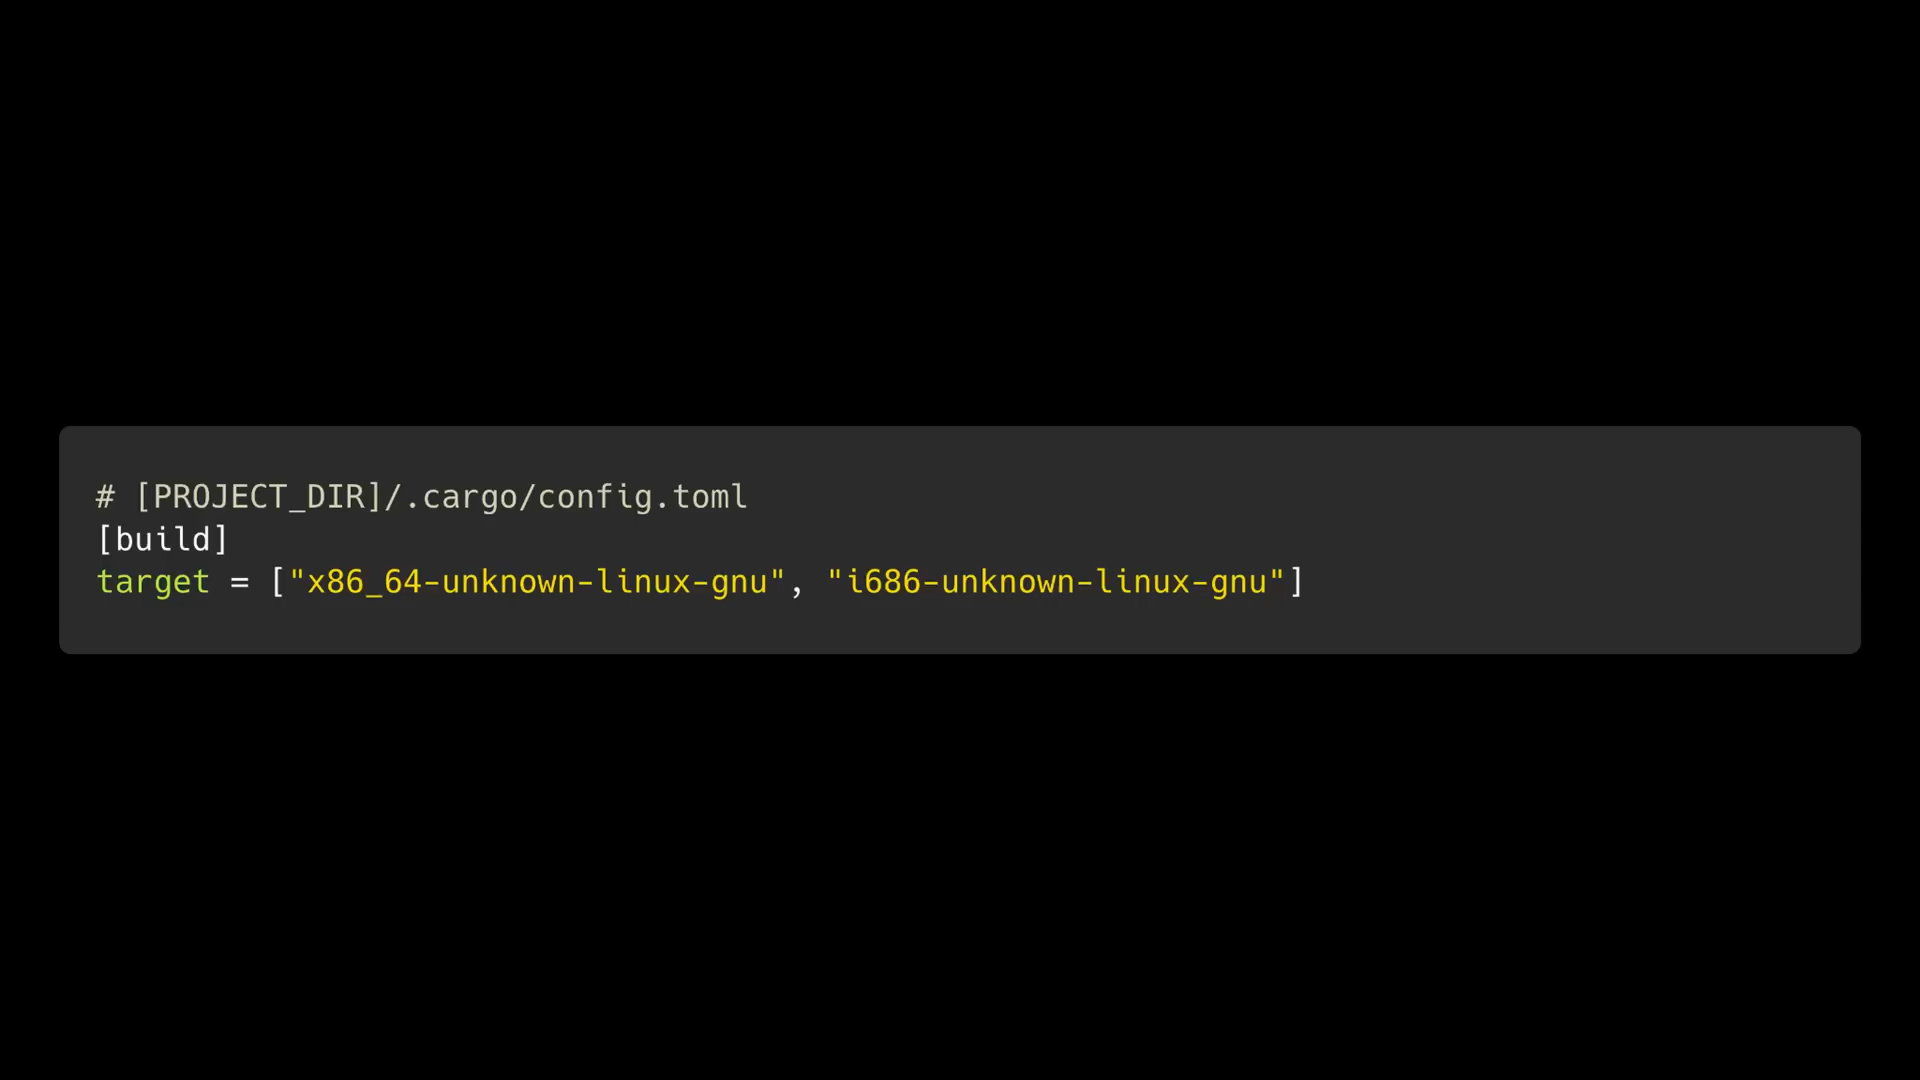 # [PROJECT_DIR]/.cargo/config.toml
[build]
target = ["x86_64-unknown-linux-gnu", "i686-unknown-linux-gnu"]